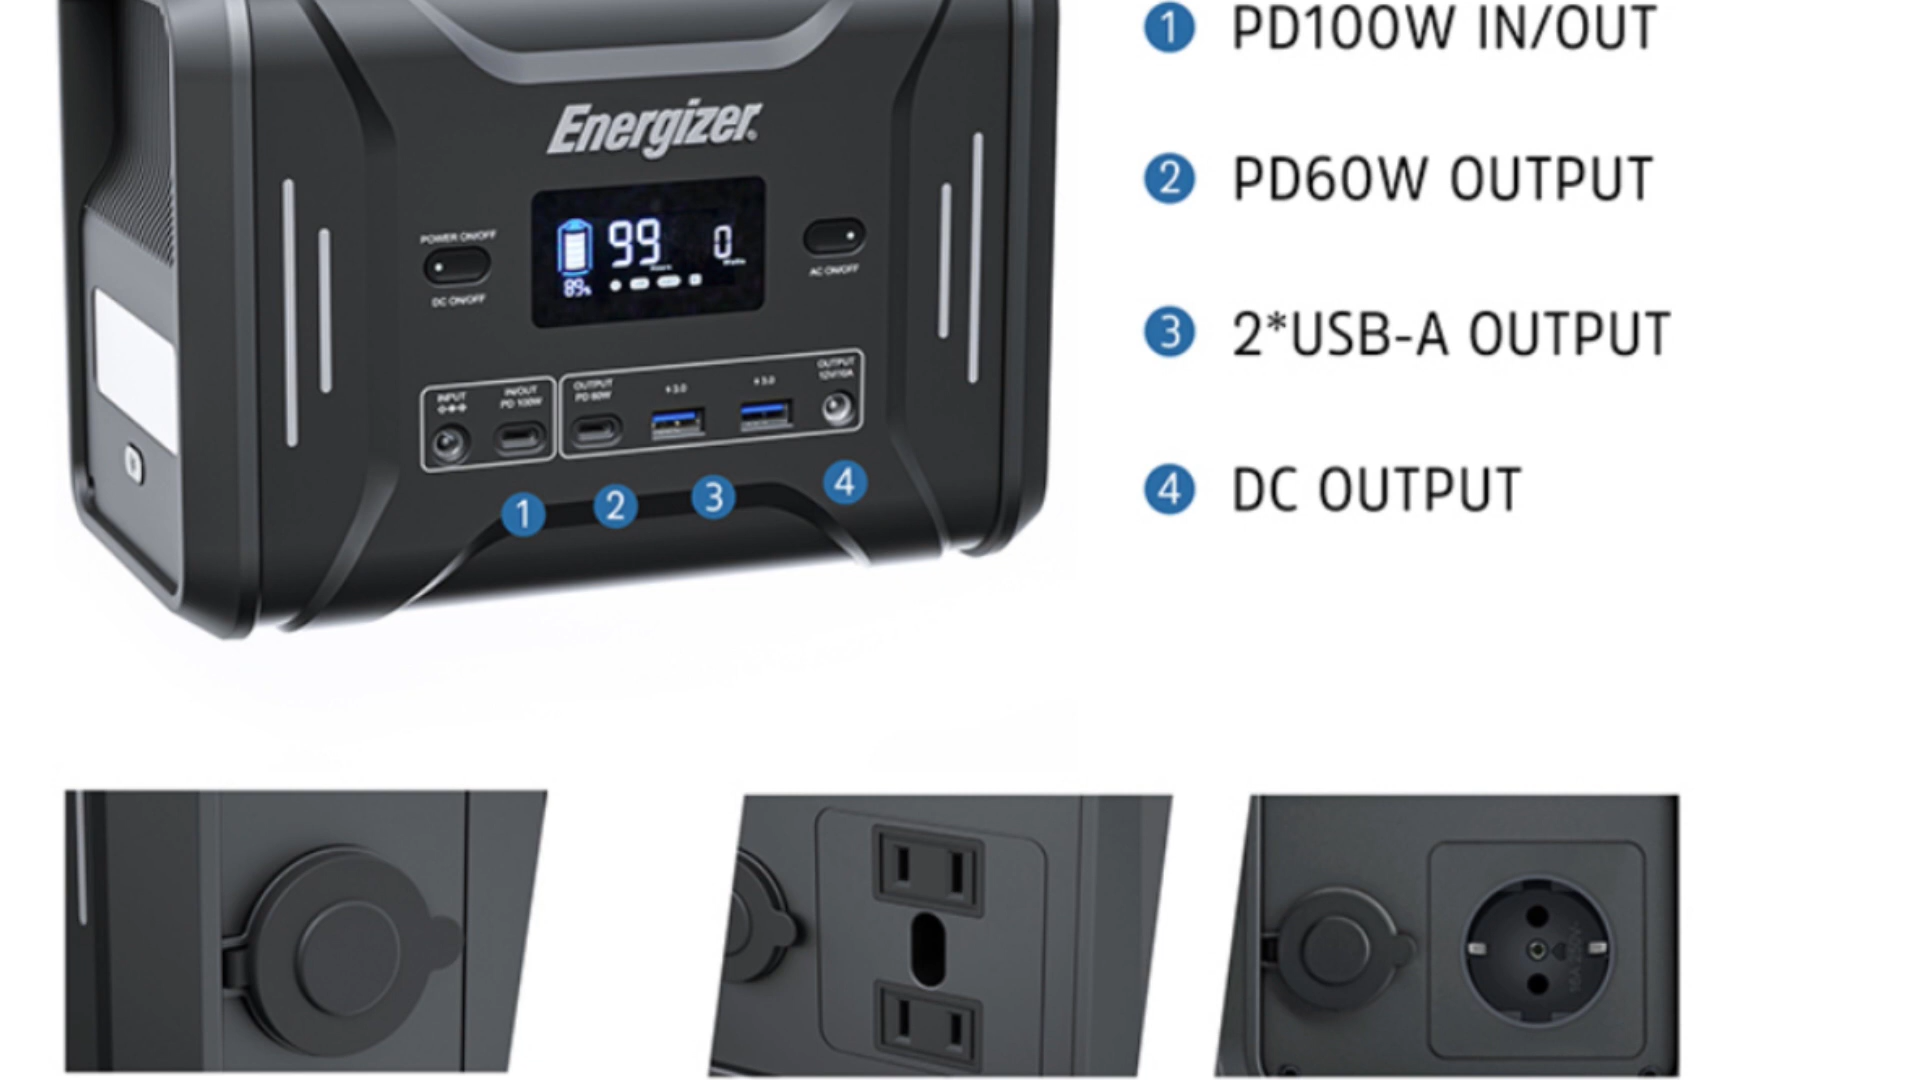 1 PD100W IN/OUT
2 PD60W OUTPUT
3 2*USB-A OUTPUT
4 DC OUTPUT
Energizer
POWER ON/OFF
DC ON/OFF
99
0
89%
AC ON/OFF
INPUT
IN/OUT
PD 100W
OUTPUT
PD 60W
OUTPUT
12V/10A
1
2
3
4